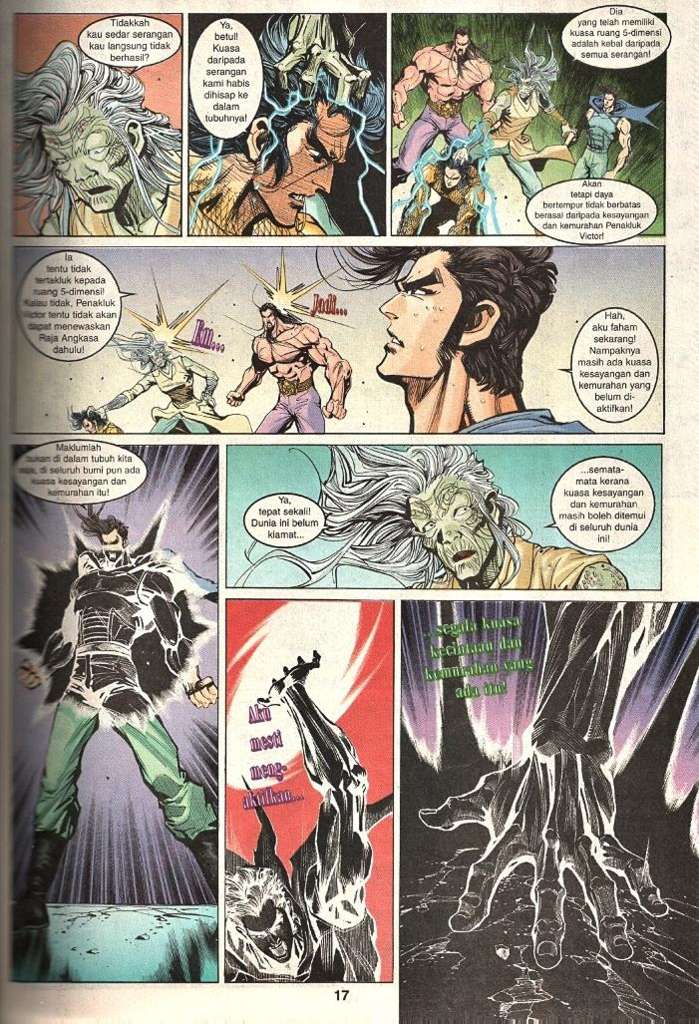 Tidakkah
kau sedar serangan
kau langsung tidak
berhasil?
Ya,
betul!
Kuasa
daripada
serangan
kami habis
dihisap ke
dalam
tubuhnya!
Dia
yang telah memiliki
kuasa ruang 5-dimensi
adalah kebal daripada
semua serangan!
Akan
tetapi daya
bertempur tidak berbatas
berasal daripada kesayangan
dan kemurahan Penakluk
Victor!
Ia
tentu tidak
tertakluk kepada
ruang 5-dimensi!
Kalau tidak, Penakluk
Victor tentu tidak akan
dapat menewaskan
Raja Angkasa
dahulu!
Em...
Jadi...
Hah,
aku faham
sekarang!
Nampaknya
masih ada kuasa
kesayangan dan
kemurahan yang
belum di-
aktifkan!
Maklumlah
bukan di dalam tubuh kita
saja, di seluruh bumi pun ada
kuasa kesayangan dan
kemurahan itu!
Ya,
tepat sekali!
Dunia ini belum
kiamat...
...semata-
mata kerana
kuasa kesayangan
dan kemurahan
masih boleh ditemui
di seluruh dunia
ini!
Aku
mesti
meng-
aktifkan...
...segala kuasa
kecintaan dan
kemurahan yang
ada itu!
17